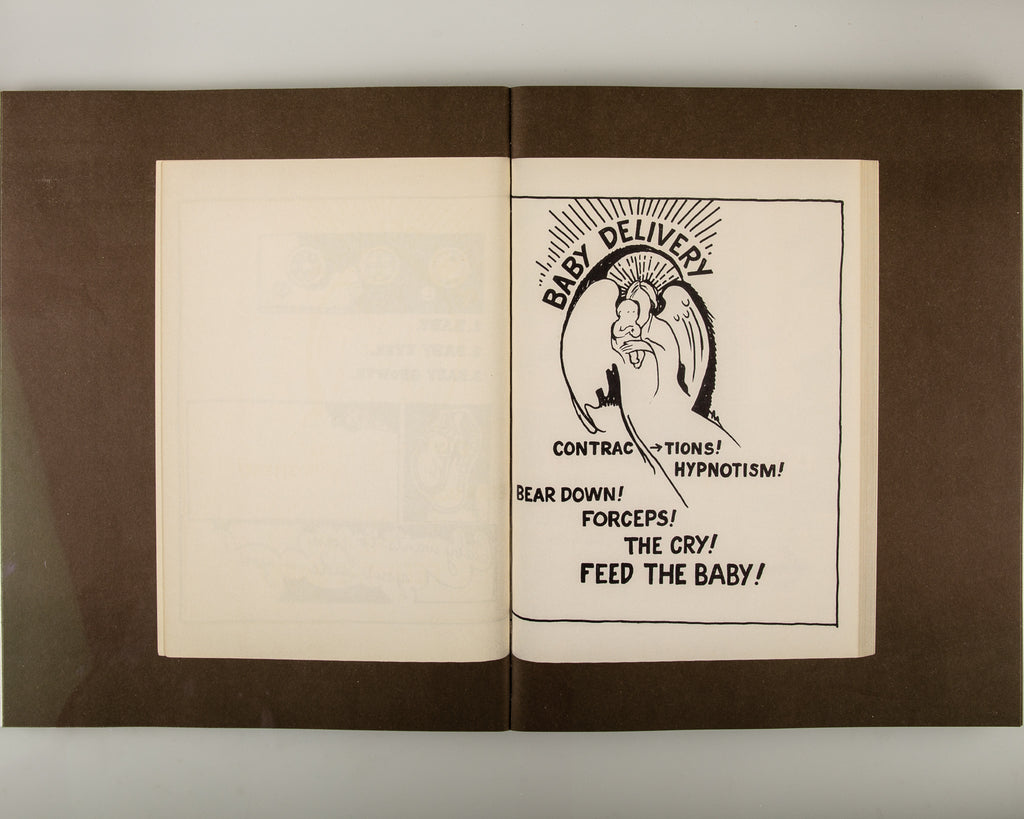 BABY DELIVERY
CONTRAC→TIONS!
HYPNOTISM!
BEAR DOWN!
FORCEPS!
THE CRY!
FEED THE BABY!